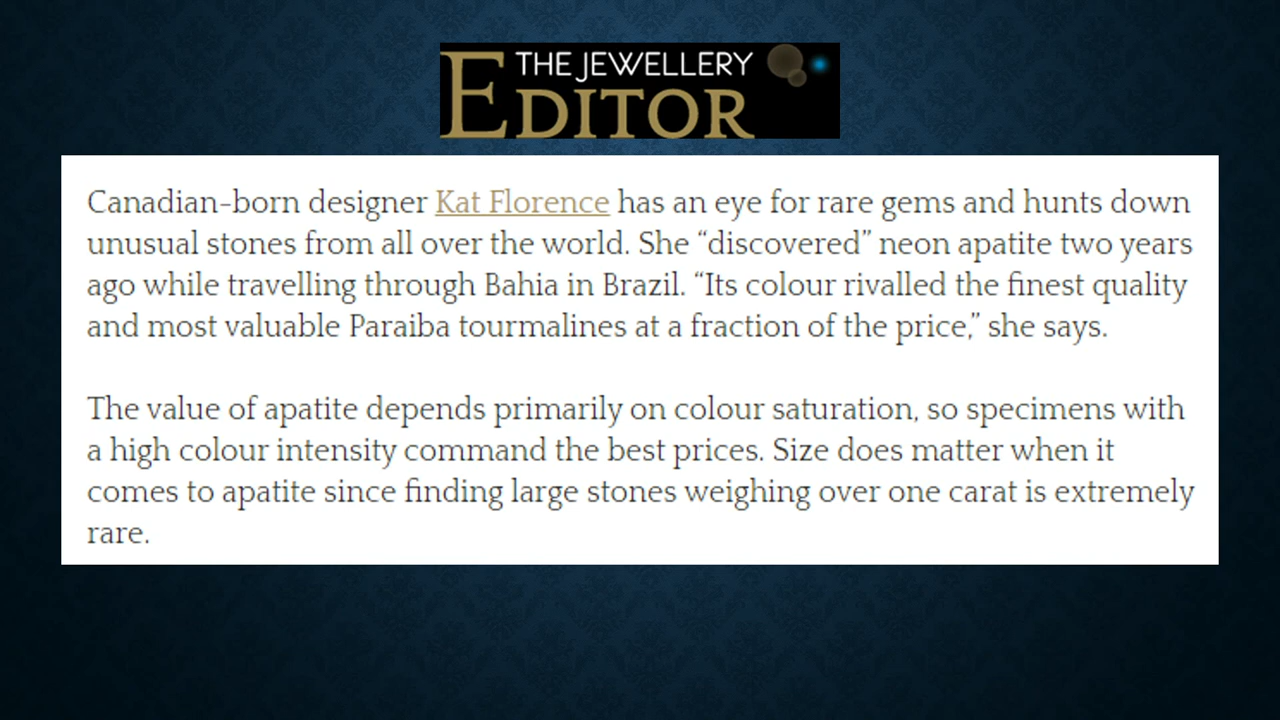 THE JEWELLERY
EDITOR
Canadian-born designer Kat Florence has an eye for rare gems and hunts down
unusual stones from all over the world. She “discovered” neon apatite two years
ago while travelling through Bahia in Brazil. “Its colour rivalled the finest quality
and most valuable Paraiba tourmalines at a fraction of the price,” she says.
The value of apatite depends primarily on colour saturation, so specimens with
a high colour intensity command the best prices. Size does matter when it
comes to apatite since finding large stones weighing over one carat is extremely
rare.